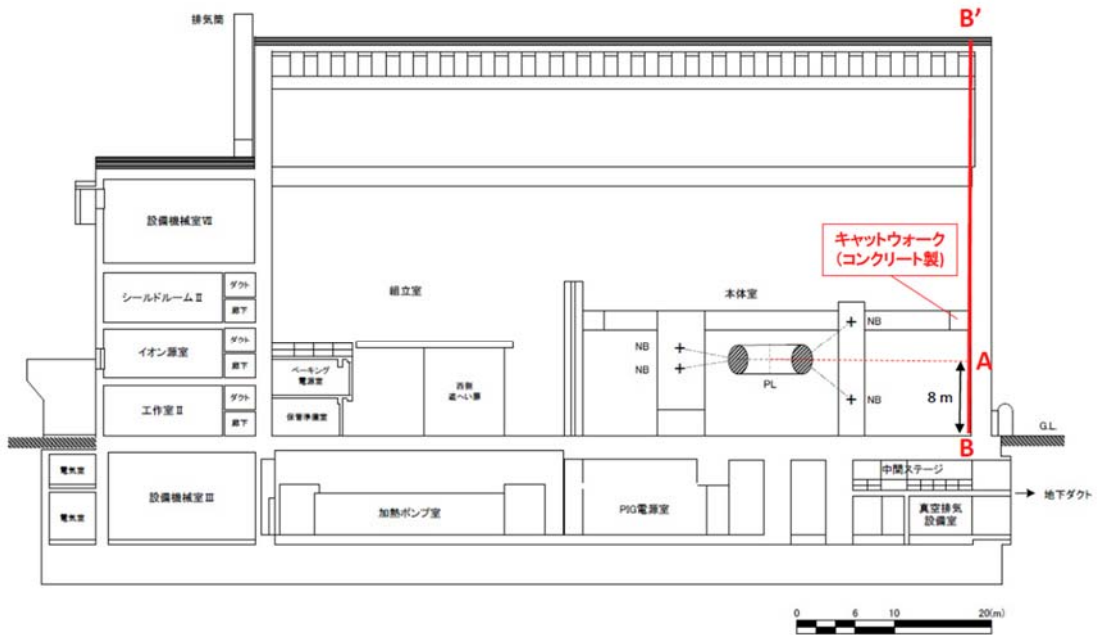 排気筒
B'
設備機械室Ⅶ
キャットウォーク
(コンクリート製)
シールドルームⅡ
ダクト
廊下
組立室
本体室
NB
イオン源室
ダクト
廊下
NB
NB
ベーキング
電源室
PL
A
西側
遮へい扉
8 m
工作室Ⅱ
ダクト
廊下
保管準備室
NB
G.L.
B
電気室
設備機械室Ⅲ
中間ステージ
地下ダクト
電気室
加熱ポンプ室
PIG電源室
真空排気
設備室
0 6 10 20(m)